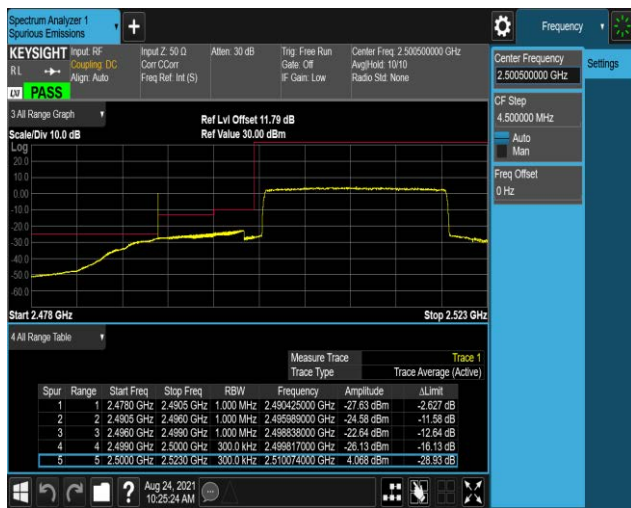 Spectrum Analyzer 1
Spurious Emissions
Frequency
KEYSIGHT
Input: RF
Input Z: 50 Ω
Atten: 30 dB
Trig: Free Run
Center Freq: 2.500500000 GHz
RL
Coupling: DC
Corr CCorr
Gate: Off
Avg|Hold: 10/10
Align: Auto
Freq Ref: Int (S)
IF Gain: Low
Radio Std: None
LXI
PASS
Center Frequency
2.500500000 GHz
Settings
CF Step
4.500000 MHz
Auto
Man
Freq Offset
0 Hz
3 All Range Graph
Ref Lvl Offset 11.79 dB
Scale/Div 10.0 dB
Ref Value 30.00 dBm
Log
20.0
10.0
0.00
-10.0
-20.0
-30.0
-40.0
-50.0
-60.0
Start 2.478 GHz
Stop 2.523 GHz
4 All Range Table
Measure Trace
Trace 1
Trace Type
Trace Average (Active)
Spur Range Start Freq Stop Freq RBW Frequency Amplitude ΔLimit
1 1 2.4780 GHz 2.4905 GHz 1.000 MHz 2.490425000 GHz -27.63 dBm -2.627 dB
2 2 2.4905 GHz 2.4960 GHz 1.000 MHz 2.495989000 GHz -24.58 dBm -11.58 dB
3 3 2.4960 GHz 2.4990 GHz 1.000 MHz 2.498838000 GHz -22.64 dBm -12.64 dB
4 4 2.4990 GHz 2.5000 GHz 300.0 kHz 2.499817000 GHz -26.13 dBm -16.13 dB
5 5 2.5000 GHz 2.5230 GHz 300.0 kHz 2.510074000 GHz 4.068 dBm -28.93 dB
?
Aug 24, 2021
10:25:24 AM